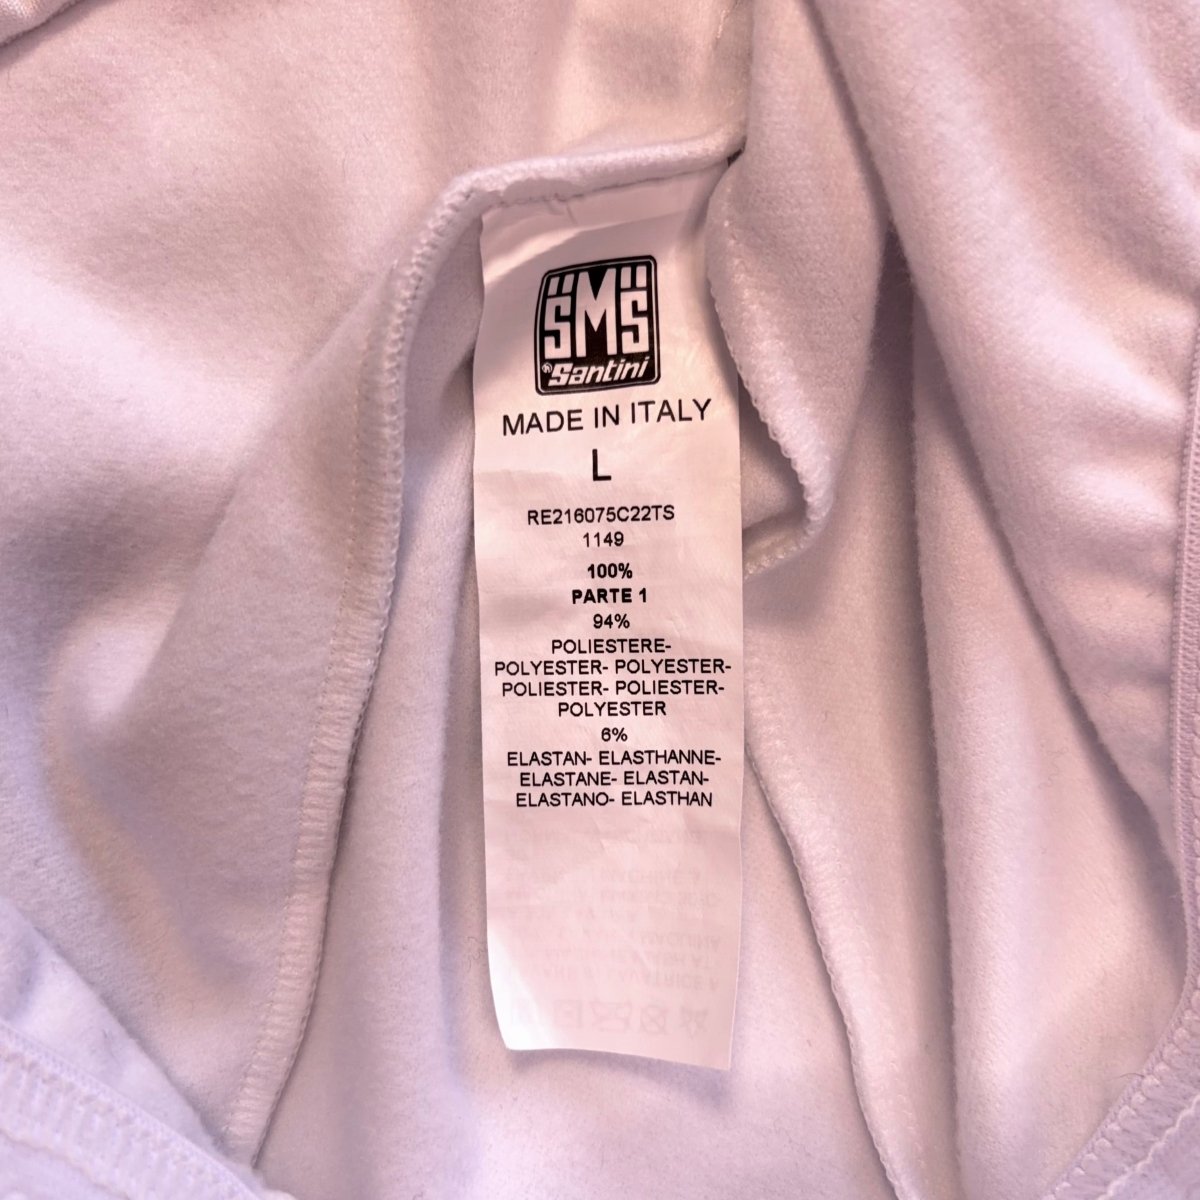 SMS
® Santini
MADE IN ITALY
L
RE216075C22TS
1149
100%
PARTE 1
94%
POLIESTERE-
POLYESTER- POLYESTER-
POLIESTER- POLIESTER-
POLYESTER
6%
ELASTAN- ELASTHANNE-
ELASTANE- ELASTAN-
ELASTANO- ELASTHAN